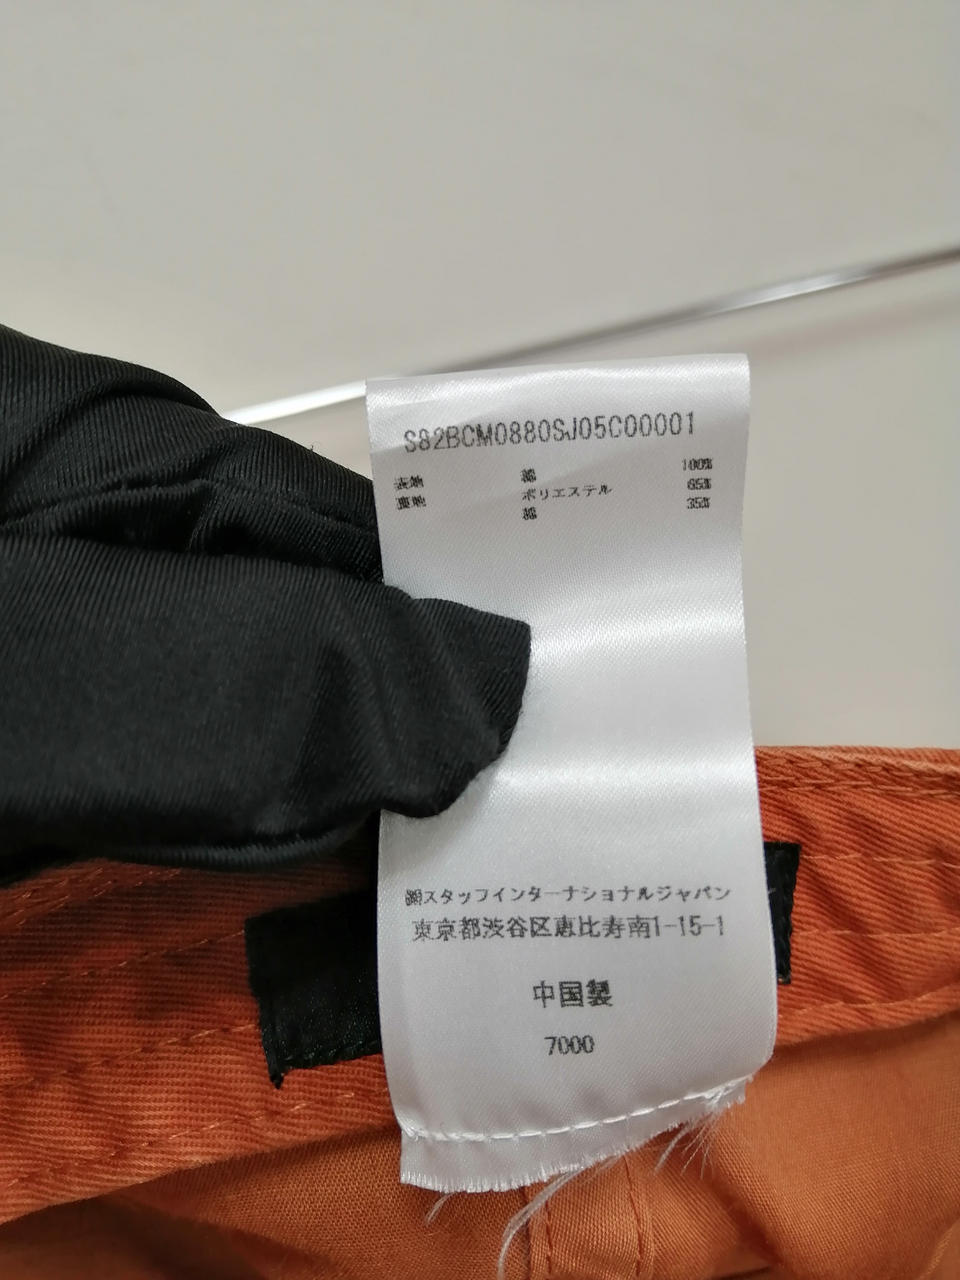 S82BCM0880SJ05C00001
表地 綿 100%
裏地 ポリエステル 65%
綿 35%
㈱スタッフインターナショナルジャパン
東京都渋谷区恵比寿南1-15-1
中国製
7000